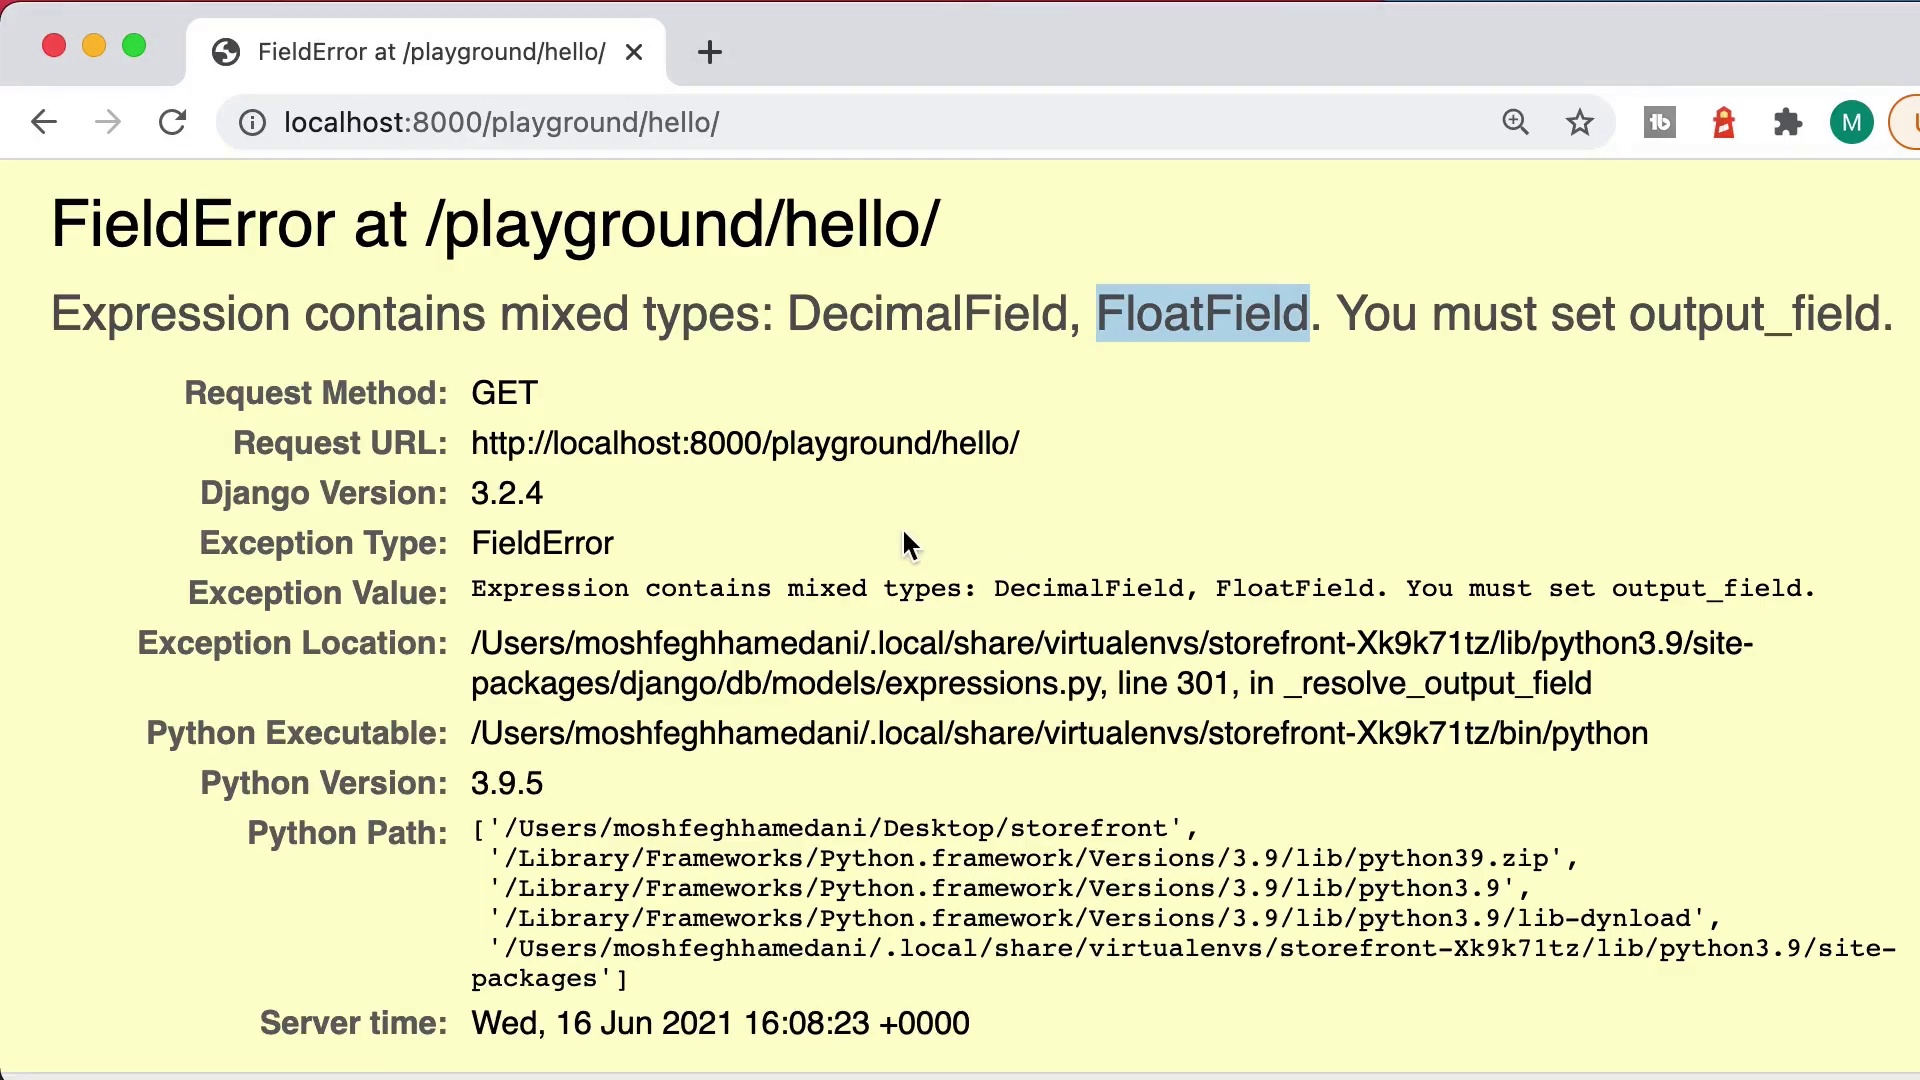 FieldError at /playground/hello/
localhost:8000/playground/hello/
M
FieldError at /playground/hello/
Expression contains mixed types: DecimalField, FloatField. You must set output_field.
Request Method: GET
Request URL: http://localhost:8000/playground/hello/
Django Version: 3.2.4
Exception Type: FieldError
Exception Value: Expression contains mixed types: DecimalField, FloatField. You must set output_field.
Exception Location: /Users/moshfeghhamedani/.local/share/virtualenvs/storefront-Xk9k71tz/lib/python3.9/site-
packages/django/db/models/expressions.py, line 301, in _resolve_output_field
Python Executable: /Users/moshfeghhamedani/.local/share/virtualenvs/storefront-Xk9k71tz/bin/python
Python Version: 3.9.5
Python Path: ['/Users/moshfeghhamedani/Desktop/storefront',
'/Library/Frameworks/Python.framework/Versions/3.9/lib/python39.zip',
'/Library/Frameworks/Python.framework/Versions/3.9/lib/python3.9',
'/Library/Frameworks/Python.framework/Versions/3.9/lib/python3.9/lib-dynload',
'/Users/moshfeghhamedani/.local/share/virtualenvs/storefront-Xk9k71tz/lib/python3.9/site-
packages']
Server time: Wed, 16 Jun 2021 16:08:23 +0000